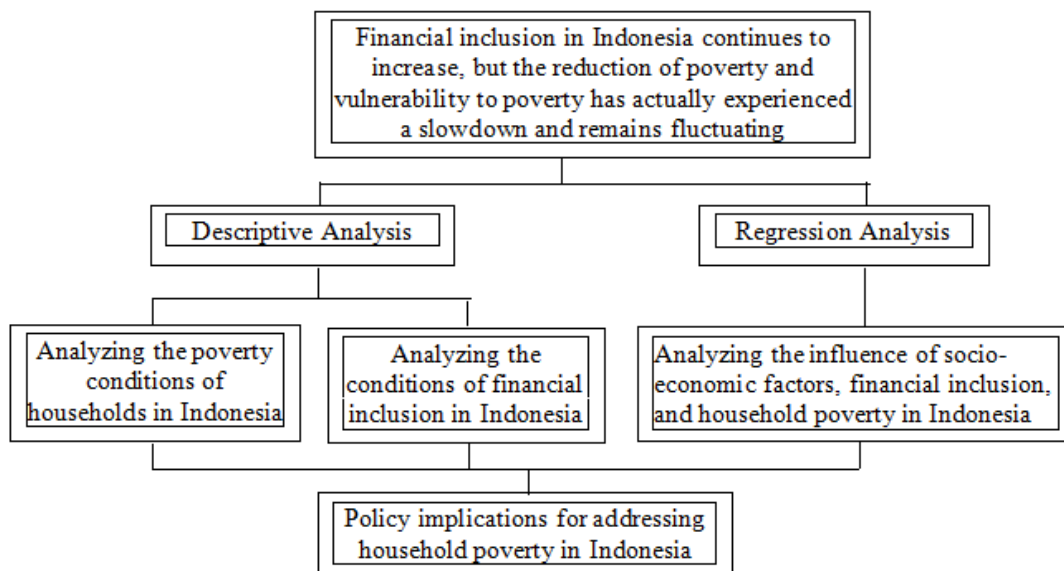 Financial inclusion in Indonesia continues to
increase, but the reduction of poverty and
vulnerability to poverty has actually experienced
a slowdown and remains fluctuating
Descriptive Analysis
Regression Analysis
Analyzing the poverty
conditions of
households in Indonesia
Analyzing the
conditions of financial
inclusion in Indonesia
Analyzing the influence of socio-
economic factors, financial inclusion,
and household poverty in Indonesia
Policy implications for addressing
household poverty in Indonesia